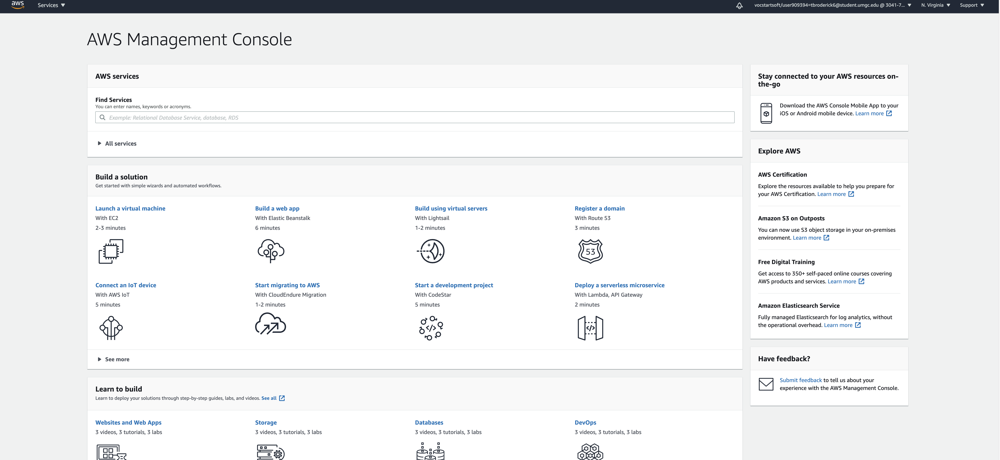 aws
Services
vocstartsoft/user909394=tbroderick6@student.umgc.edu @ 3041-7...
N. Virginia
Support
AWS Management Console
AWS services
Find Services
You can enter names, keywords or acronyms.
Example: Relational Database Service, database, RDS
All services
Build a solution
Get started with simple wizards and automated workflows.
Launch a virtual machine
With EC2
2-3 minutes
Build a web app
With Elastic Beanstalk
6 minutes
Build using virtual servers
With Lightsail
1-2 minutes
Register a domain
With Route 53
3 minutes
53
Connect an IoT device
With AWS IoT
5 minutes
Start migrating to AWS
With CloudEndure Migration
1-2 minutes
Start a development project
With CodeStar
5 minutes
</>
Deploy a serverless microservice
With Lambda, API Gateway
2 minutes
</>
See more
Learn to build
Learn to deploy your solutions through step-by-step guides, labs, and videos. See all
Websites and Web Apps
3 videos, 3 tutorials, 3 labs
Storage
3 videos, 3 tutorials, 3 labs
Databases
3 videos, 3 tutorials, 3 labs
DevOps
3 videos, 3 tutorials, 3 labs
Stay connected to your AWS resources on-
the-go
Download the AWS Console Mobile App to your
iOS or Android mobile device. Learn more
Explore AWS
AWS Certification
Explore the resources available to help you prepare for
your AWS Certification. Learn more
Amazon S3 on Outposts
You can now use S3 object storage in your on-premises
environment. Learn more
Free Digital Training
Get access to 350+ self-paced online courses covering
AWS products and services. Learn more
Amazon Elasticsearch Service
Fully managed Elasticsearch for log analytics, without
the operational overhead. Learn more
Have feedback?
Submit feedback to tell us about your
experience with the AWS Management Console.